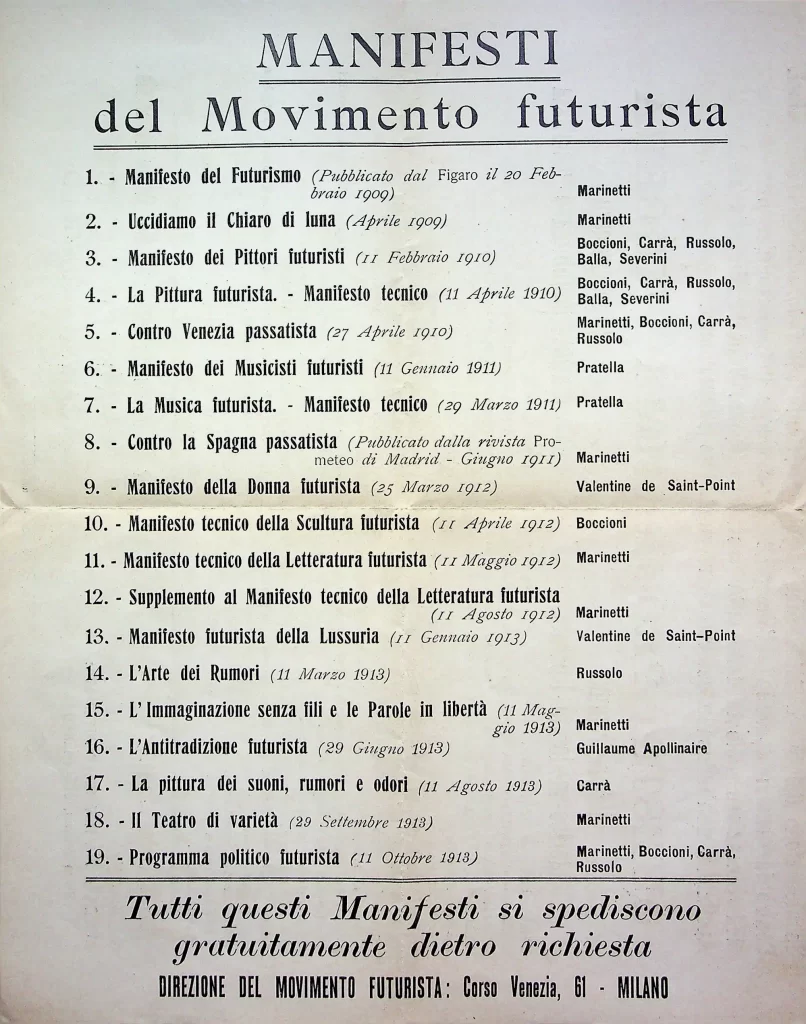 MANIFESTI
del Movimento futurista
1. - Manifesto del Futurismo (Pubblicato dal Figaro il 20 Feb-
braio 1909) Marinetti
2. - Uccidiamo il Chiaro di luna (Aprile 1909) Marinetti
3. - Manifesto dei Pittori futuristi (11 Febbraio 1910) Boccioni, Carrà, Russolo,
Balla, Severini
4. - La Pittura futurista. - Manifesto tecnico (11 Aprile 1910) Boccioni, Carrà, Russolo,
Balla, Severini
5. - Contro Venezia passatista (27 Aprile 1910) Marinetti, Boccioni, Carrà,
Russolo
6. - Manifesto dei Musicisti futuristi (11 Gennaio 1911) Pratella
7. - La Musica futurista. - Manifesto tecnico (29 Marzo 1911) Pratella
8. - Contro la Spagna passatista (Pubblicato dalla rivista Pro-
meteo di Madrid - Giugno 1911) Marinetti
9. - Manifesto della Donna futurista (25 Marzo 1912) Valentine de Saint-Point
10. - Manifesto tecnico della Scultura futurista (11 Aprile 1912) Boccioni
11. - Manifesto tecnico della Letteratura futurista (11 Maggio 1912) Marinetti
12. - Supplemento al Manifesto tecnico della Letteratura futurista
(11 Agosto 1912) Marinetti
13. - Manifesto futurista della Lussuria (11 Gennaio 1913) Valentine de Saint-Point
14. - L'Arte dei Rumori (11 Marzo 1913) Russolo
15. - L'Immaginazione senza fili e le Parole in libertà (11 Mag-
gio 1913) Marinetti
16. - L'Antitradizione futurista (29 Giugno 1913) Guillaume Apollinaire
17. - La pittura dei suoni, rumori e odori (11 Agosto 1913) Carrà
18. - Il Teatro di varietà (29 Settembre 1913) Marinetti
19. - Programma politico futurista (11 Ottobre 1913) Marinetti, Boccioni, Carrà,
Russolo
Tutti questi Manifesti si spediscono
gratuitamente dietro richiesta
DIREZIONE DEL MOVIMENTO FUTURISTA: Corso Venezia, 61 - MILANO